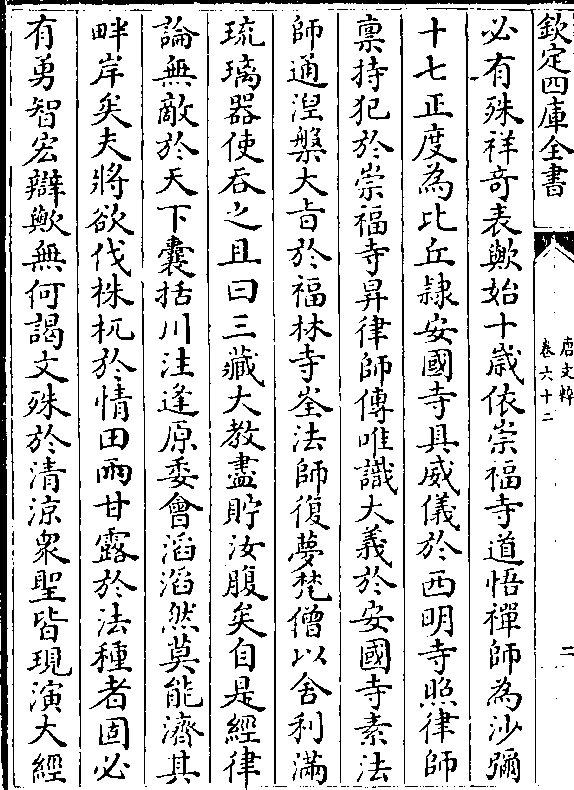 欽定四庫全書
唐文粹
卷六十二
二
必有殊祥奇表歟始十歲依崇福寺道悟禪師為沙彌
十七正度為比丘隸安國寺具威儀於西明寺照律師
禀持犯於崇福寺昇律師傳唯識大義於安國寺素法
師通涅槃大旨於福林寺崟法師復夢梵僧以舍利滿
琉璃器使吞之且曰三藏大教盡貯汝腹矣自是經律
論無敵於天下囊括川注逢原委會滔滔然莫能濟其
畔岸矣夫將欲伐株杌於情田雨甘露於法種者固必
有勇智宏辯歟無何謁文殊於清涼衆聖皆現演大經